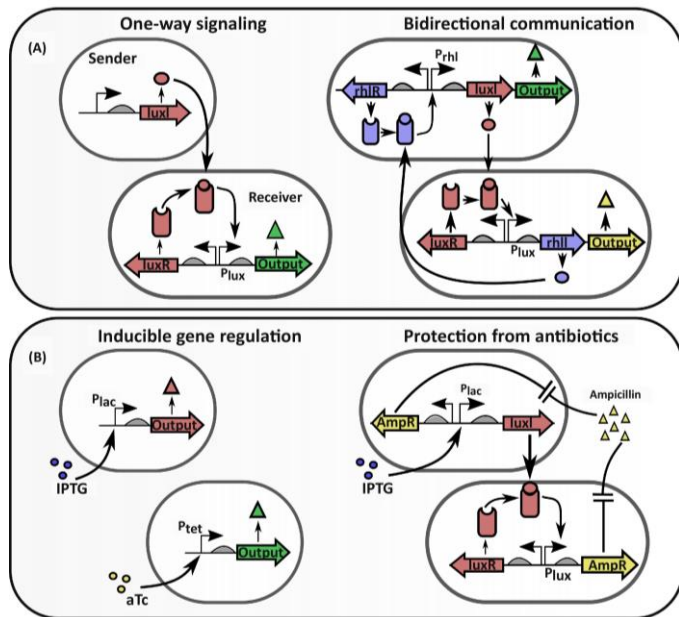 One-way signaling
Bidirectional communication
(A)
Sender
luxI
Receiver
luxR
Plux
Output
Prhl
rhlR
luxI
Output
luxR
Plux
rhlI
Output
Inducible gene regulation
Protection from antibiotics
(B)
Plac
Output
IPTG
Ptet
Output
aTc
Plac
Ampicillin
AmpR
luxI
IPTG
luxR
Plux
AmpR